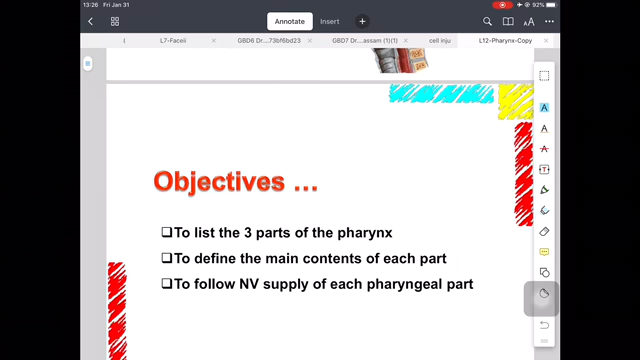 13:26 Fri Jan 31
92%
Annotate Insert
L7-Faceii
GBD6 Dr....73bf6bd23
GBD7 Dr....assam (1)(1)
cell inju
L12-Pharynx-Copy
Objectives ...
To list the 3 parts of the pharynx
To define the main contents of each part
To follow NV supply of each pharyngeal part